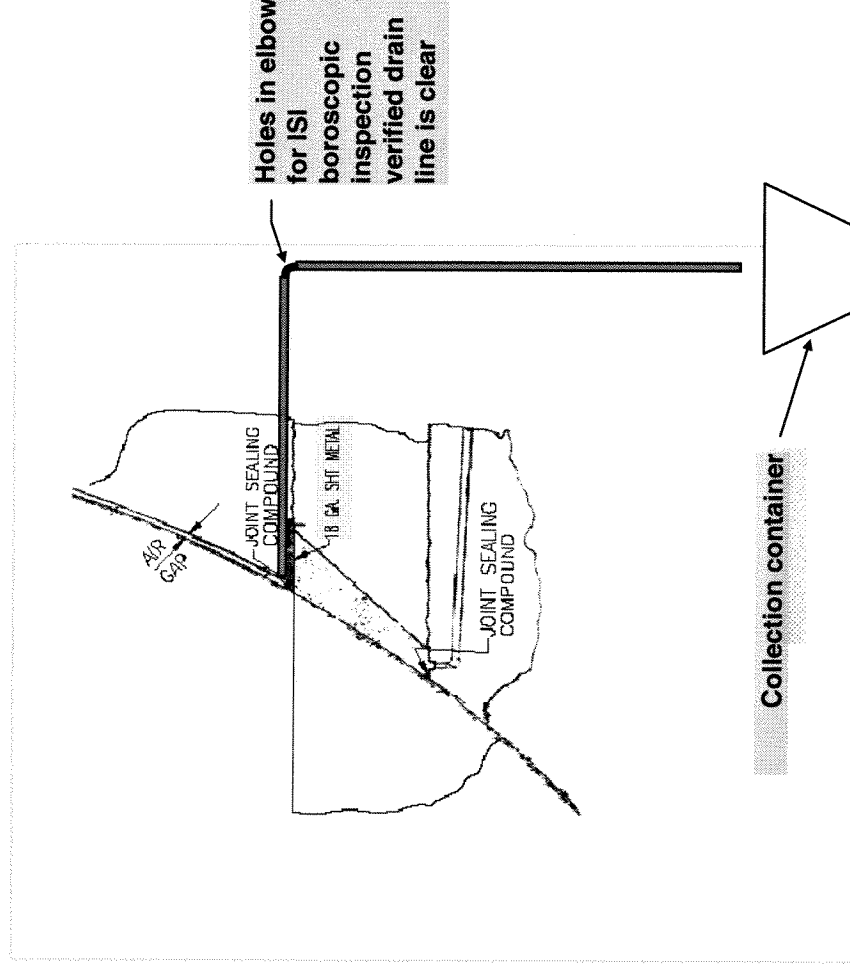 Holes in elbow
for ISI
boroscopic
inspection
verified drain
line is clear
AIR
GAP
JOINT SEALING
COMPOUND
18 GA. SHT METAL
JOINT SEALING
COMPOUND
Collection container